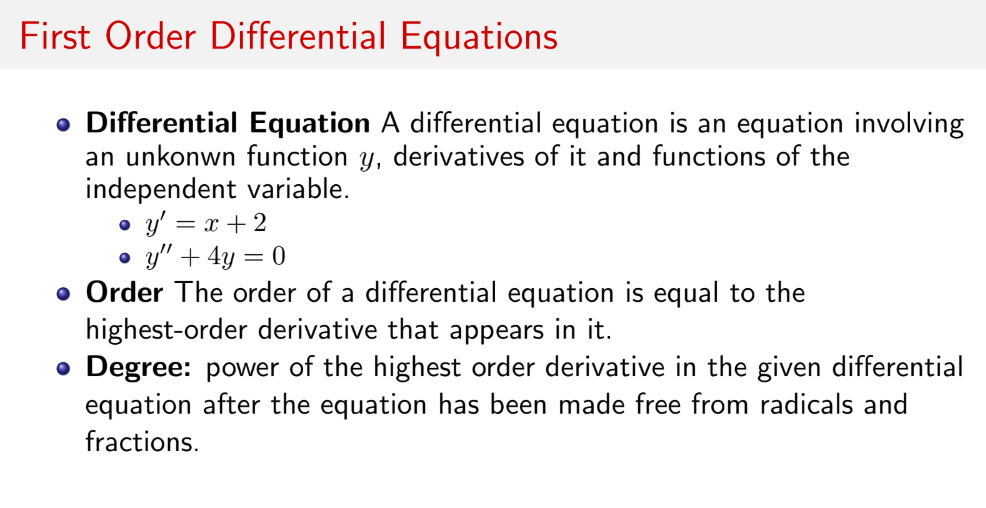 First Order Differential Equations
Differential Equation A differential equation is an equation involving
an unkonwn function y, derivatives of it and functions of the
independent variable.
y′ = x + 2
y′′ + 4y = 0
Order The order of a differential equation is equal to the
highest-order derivative that appears in it.
Degree: power of the highest order derivative in the given differential
equation after the equation has been made free from radicals and
fractions.